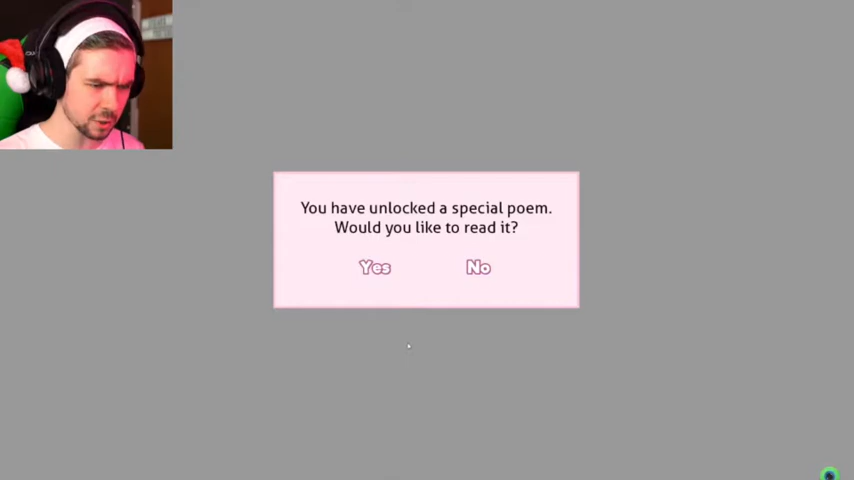 You have unlocked a special poem.
Would you like to read it?
Yes No